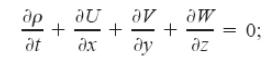 ∂ρ/∂t + ∂U/∂x + ∂V/∂y + ∂W/∂z = 0;